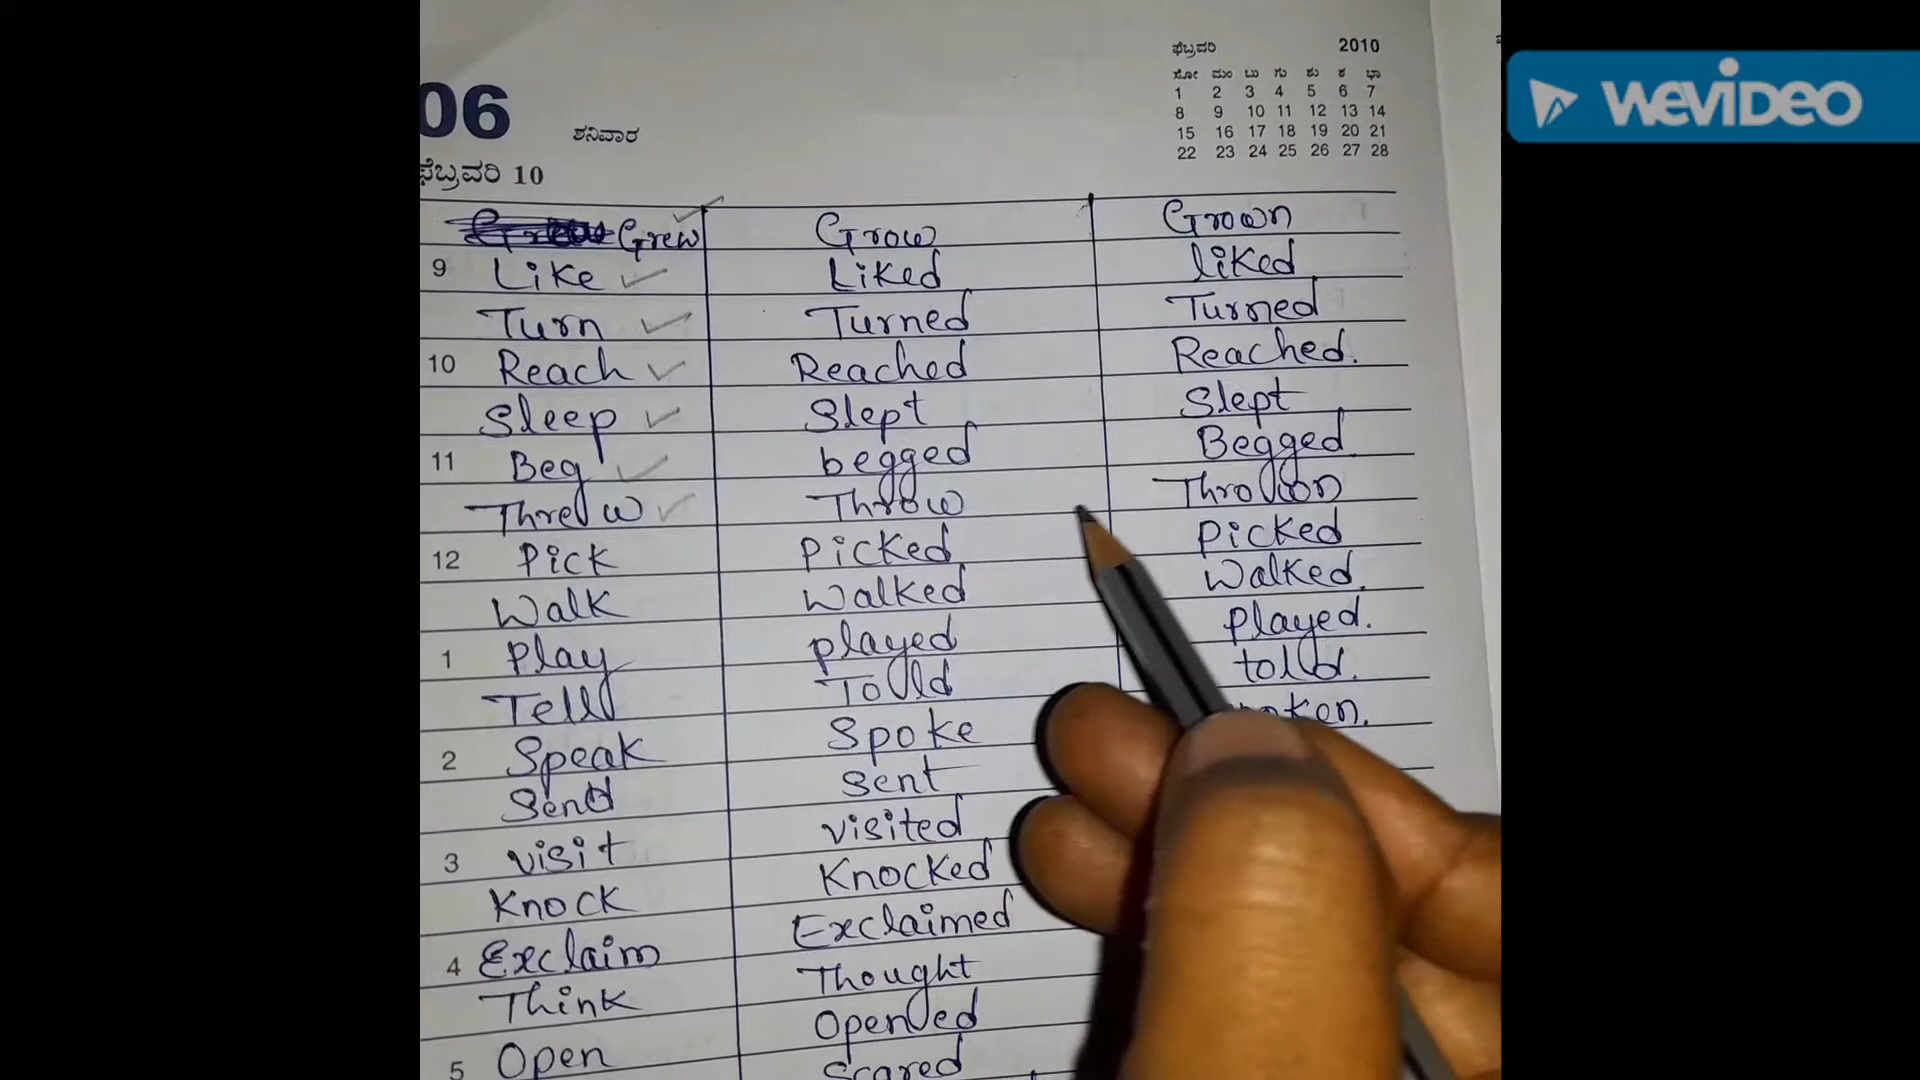 ಫೆಬ್ರವರಿ 2010
ಸೋ ಮಂ ಬು ಗು ಶು ಶ ಭಾ
1 2 3 4 5 6 7
8 9 10 11 12 13 14
15 16 17 18 19 20 21
22 23 24 25 26 27 28
WEVIDEO
06 ಶನಿವಾರ
ಫೆಬ್ರವರಿ 10
Grew Grow Grown
9 Like Liked liked
Turn Turned Turned
10 Reach Reached Reached.
Sleep Slept Slept
11 Beg begged Begged
Threw Throw Thrown
12 Pick Picked Picked
Walk Walked Walked.
1 Play played Played.
Tell Told told.
2 Speak Spoke
Send Sent
3 visit visited
Knock Knocked
4 Exclaim Exclaimed
Think Thought
5 Open Opened
Scared